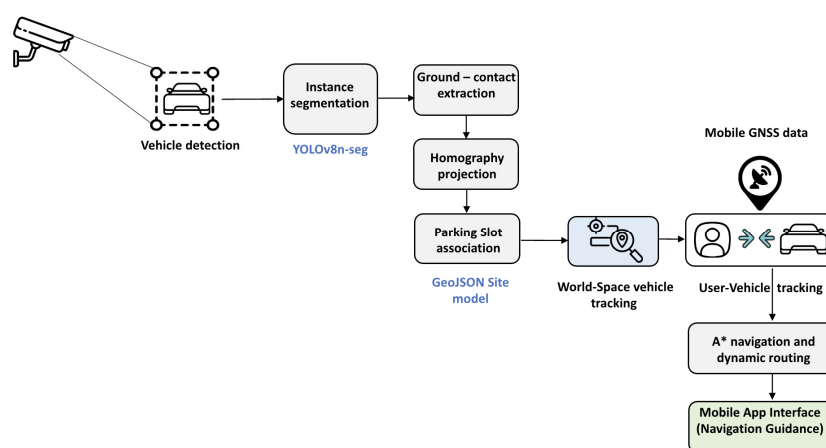 Vehicle detection
Instance
segmentation
YOLOv8n-seg
Ground – contact
extraction
Homography
projection
Parking Slot
association
GeoJSON Site
model
World-Space vehicle
tracking
Mobile GNSS data
User-Vehicle tracking
A* navigation and
dynamic routing
Mobile App Interface
(Navigation Guidance)